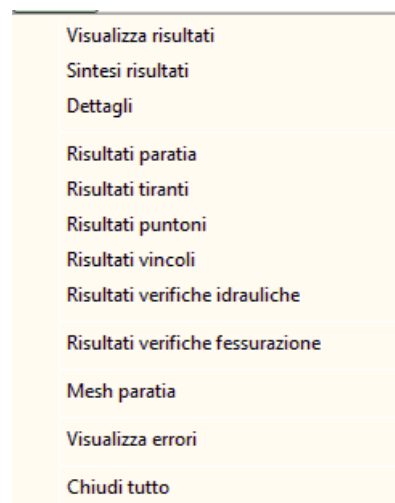 Visualizza risultati
Sintesi risultati
Dettagli
Risultati paratia
Risultati tiranti
Risultati puntoni
Risultati vincoli
Risultati verifiche idrauliche
Risultati verifiche fessurazione
Mesh paratia
Visualizza errori
Chiudi tutto